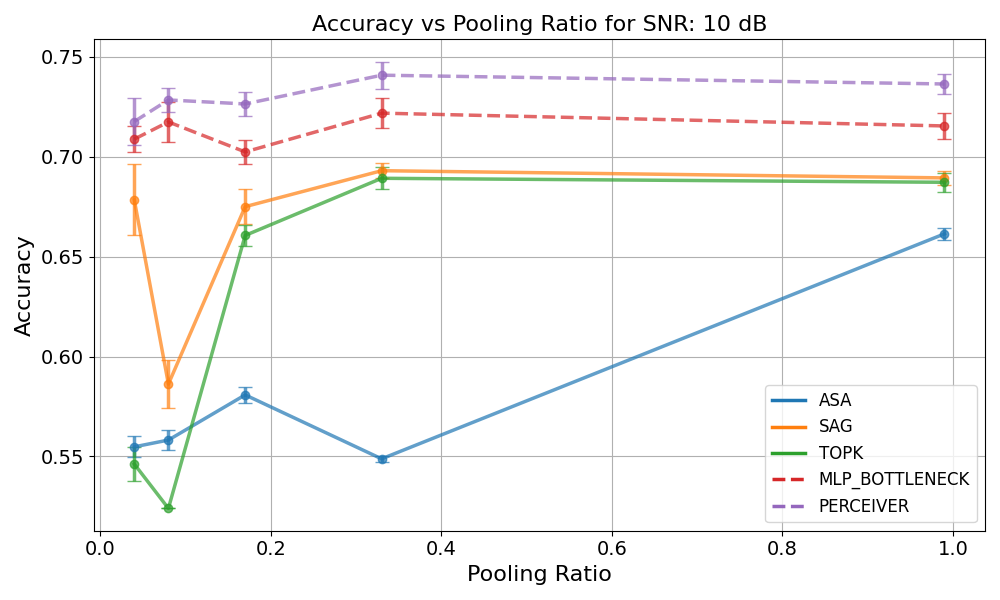 Accuracy vs Pooling Ratio for SNR: 10 dB
0.75
0.70
0.65
0.60
0.55
Accuracy
0.0
0.2
0.4
0.6
0.8
1.0
Pooling Ratio
ASA
SAG
TOPK
MLP_BOTTLENECK
PERCEIVER